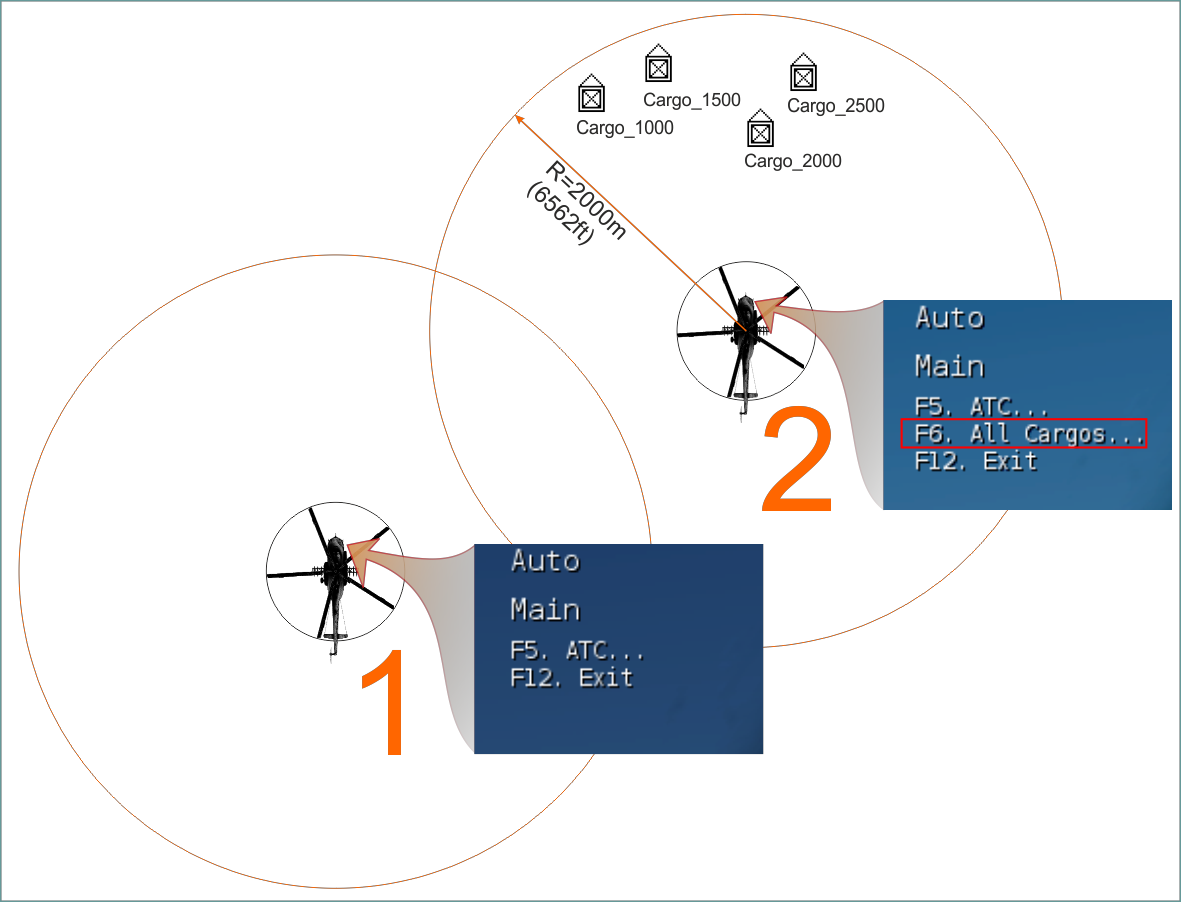 Cargo_1500
Cargo_1000
Cargo_2500
Cargo_2000
R=2000m
(6562ft)
2
Auto
Main
F5. ATC...
F6. All Cargos...
F12. Exit
1
Auto
Main
F5. ATC...
F12. Exit